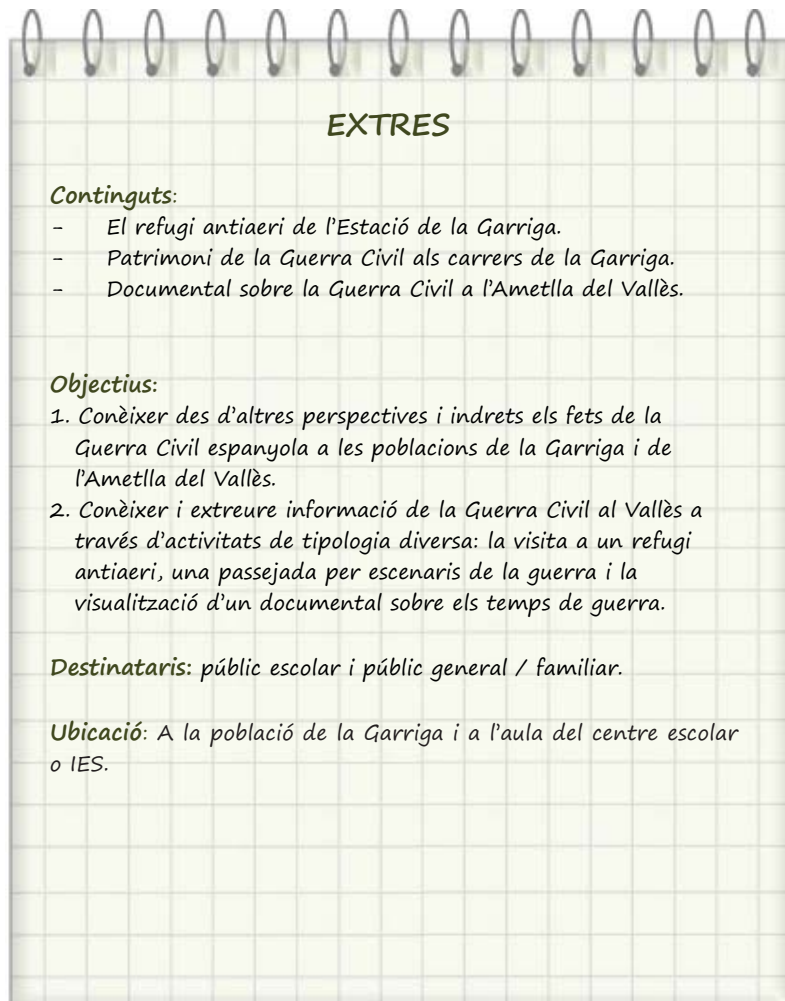 EXTRES
Continguts:
- El refugi antiaeri de l'Estació de la Garriga.
- Patrimoni de la Guerra Civil als carrers de la Garriga.
- Documental sobre la Guerra Civil a l'Ametlla del Vallès.
Objectius:
1. Conèixer des d'altres perspectives i indrets els fets de la
Guerra Civil espanyola a les poblacions de la Garriga i de
l'Ametlla del Vallès.
2. Conèixer i extreure informació de la Guerra Civil al Vallès a
través d'activitats de tipologia diversa: la visita a un refugi
antiaeri, una passejada per escenaris de la guerra i la
visualització d'un documental sobre els temps de guerra.
Destinataris: públic escolar i públic general / familiar.
Ubicació: A la població de la Garriga i a l'aula del centre escolar
o IES.